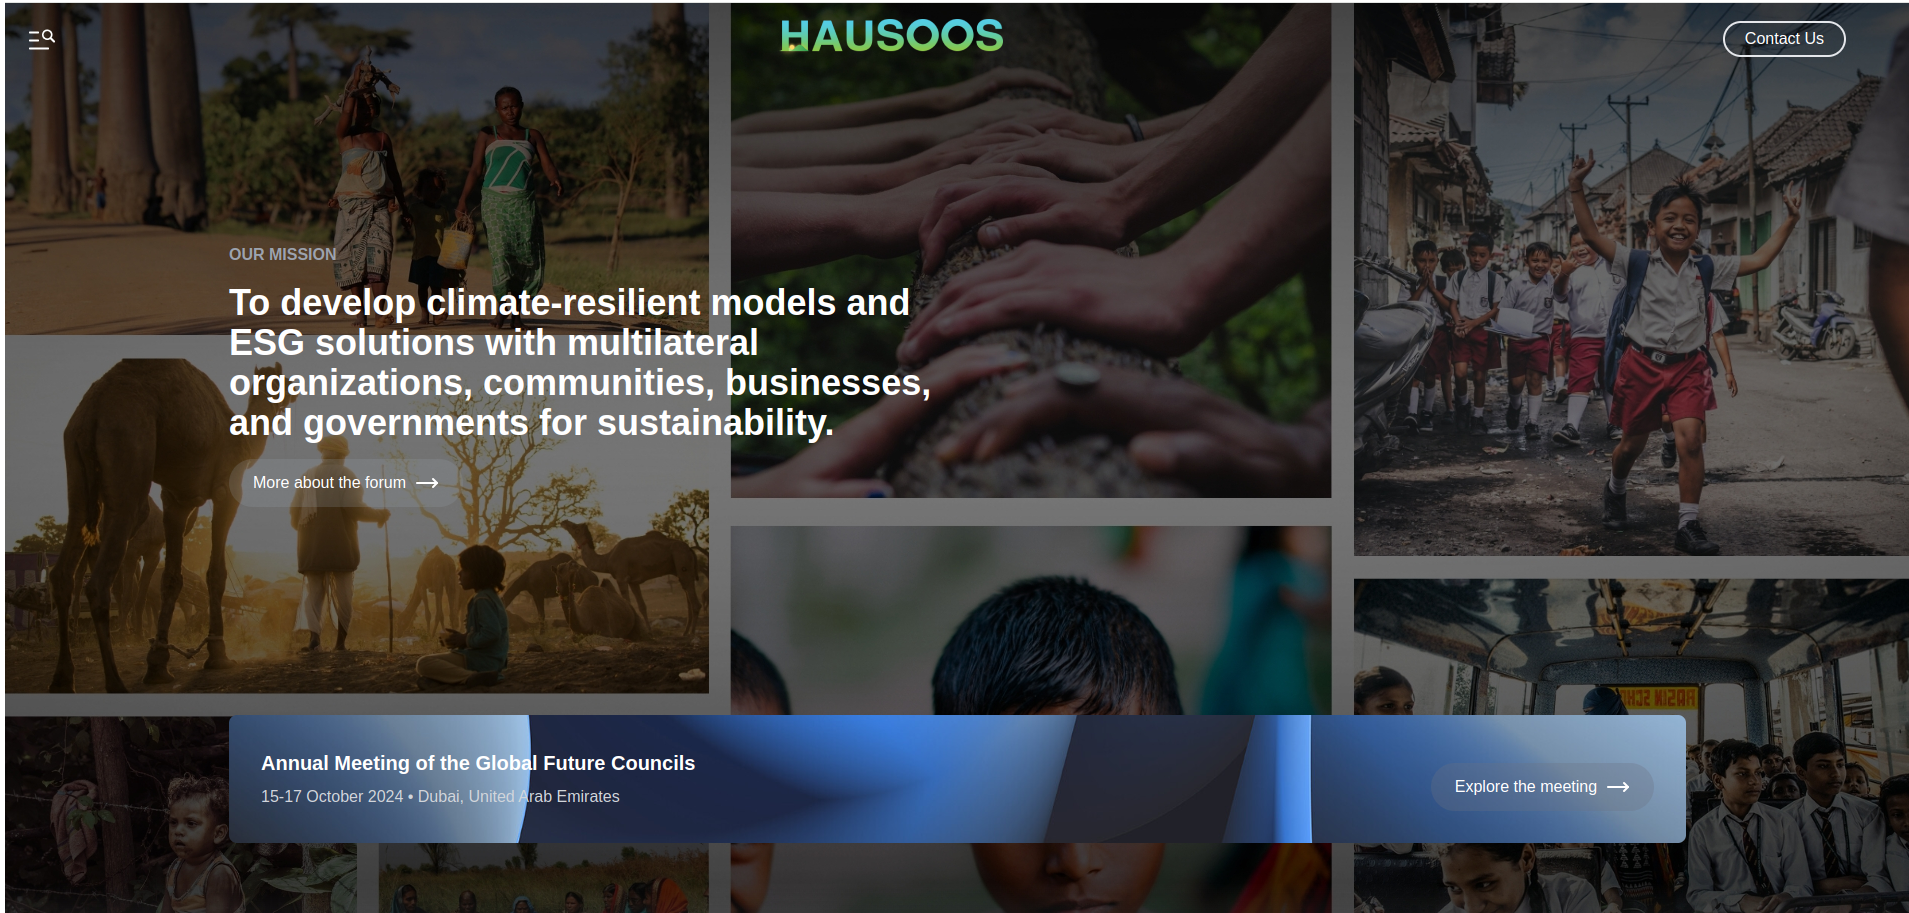 HAUSOOS
Contact Us
OUR MISSION
To develop climate-resilient models and
ESG solutions with multilateral
organizations, communities, businesses,
and governments for sustainability.
More about the forum
Annual Meeting of the Global Future Councils
15-17 October 2024 • Dubai, United Arab Emirates
Explore the meeting